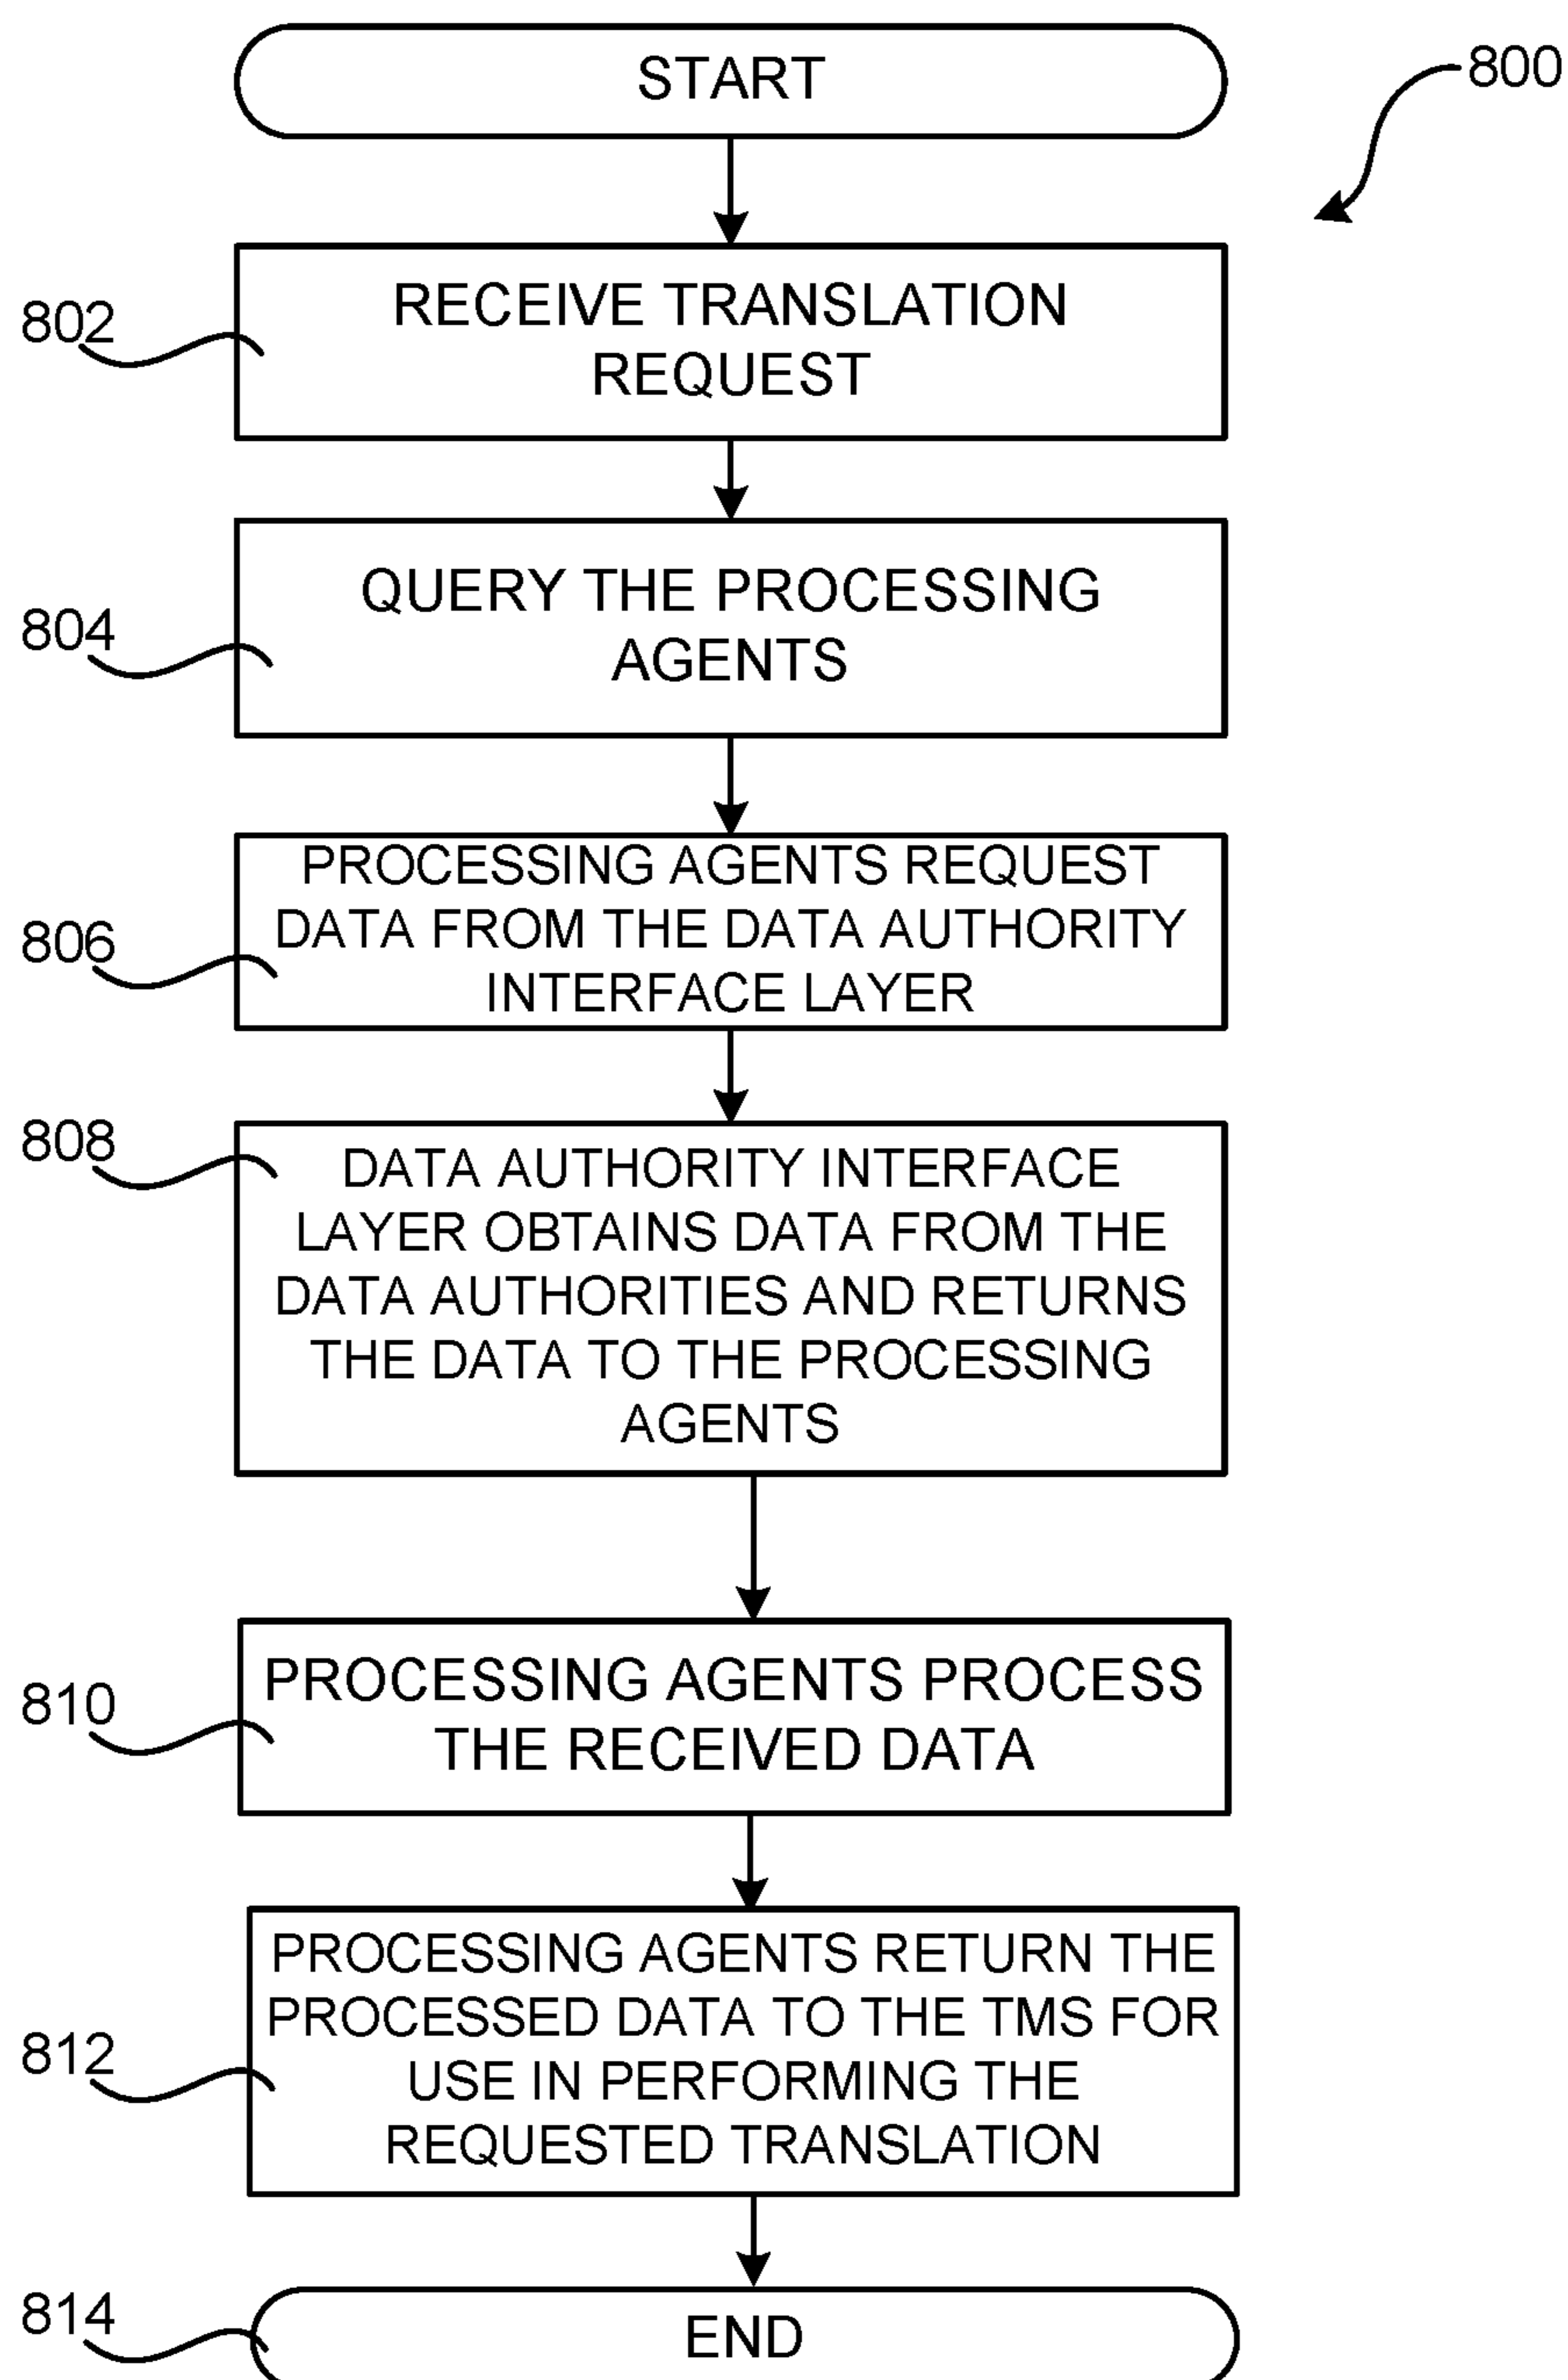 START
800
802
RECEIVE TRANSLATION
REQUEST
804
QUERY THE PROCESSING
AGENTS
806
PROCESSING AGENTS REQUEST
DATA FROM THE DATA AUTHORITY
INTERFACE LAYER
808
DATA AUTHORITY INTERFACE
LAYER OBTAINS DATA FROM THE
DATA AUTHORITIES AND RETURNS
THE DATA TO THE PROCESSING
AGENTS
810
PROCESSING AGENTS PROCESS
THE RECEIVED DATA
812
PROCESSING AGENTS RETURN THE
PROCESSED DATA TO THE TMS FOR
USE IN PERFORMING THE
REQUESTED TRANSLATION
814
END